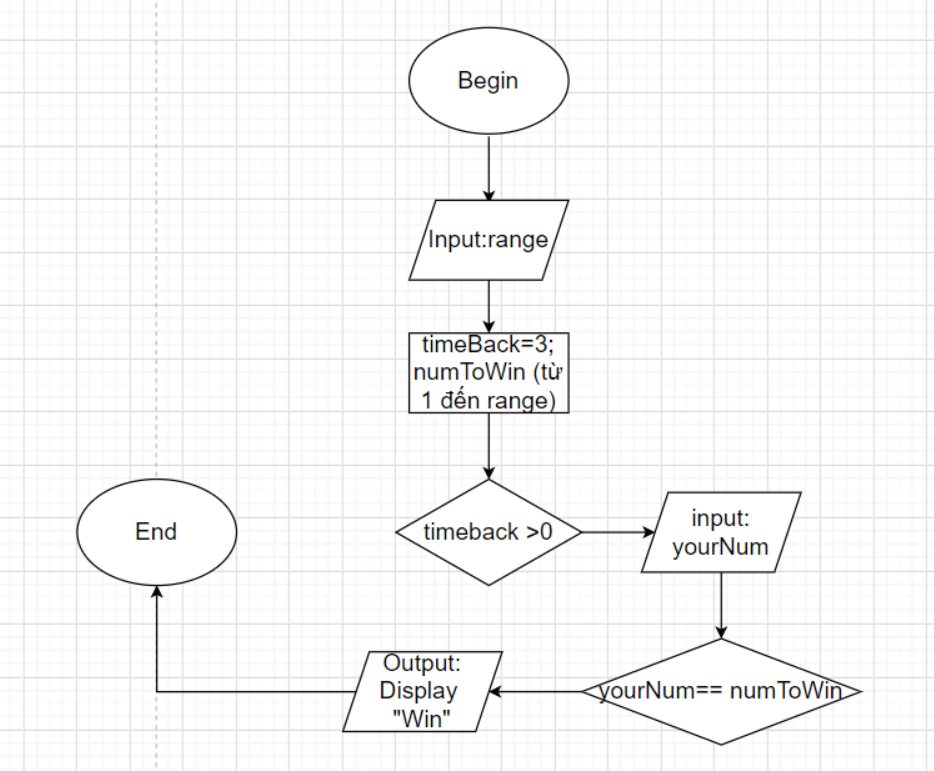 Begin
Input:range
timeBack=3;
numToWin (từ
1 đến range)
timeback >0
input:
yourNum
End
Output:
Display
"Win"
yourNum== numToWin